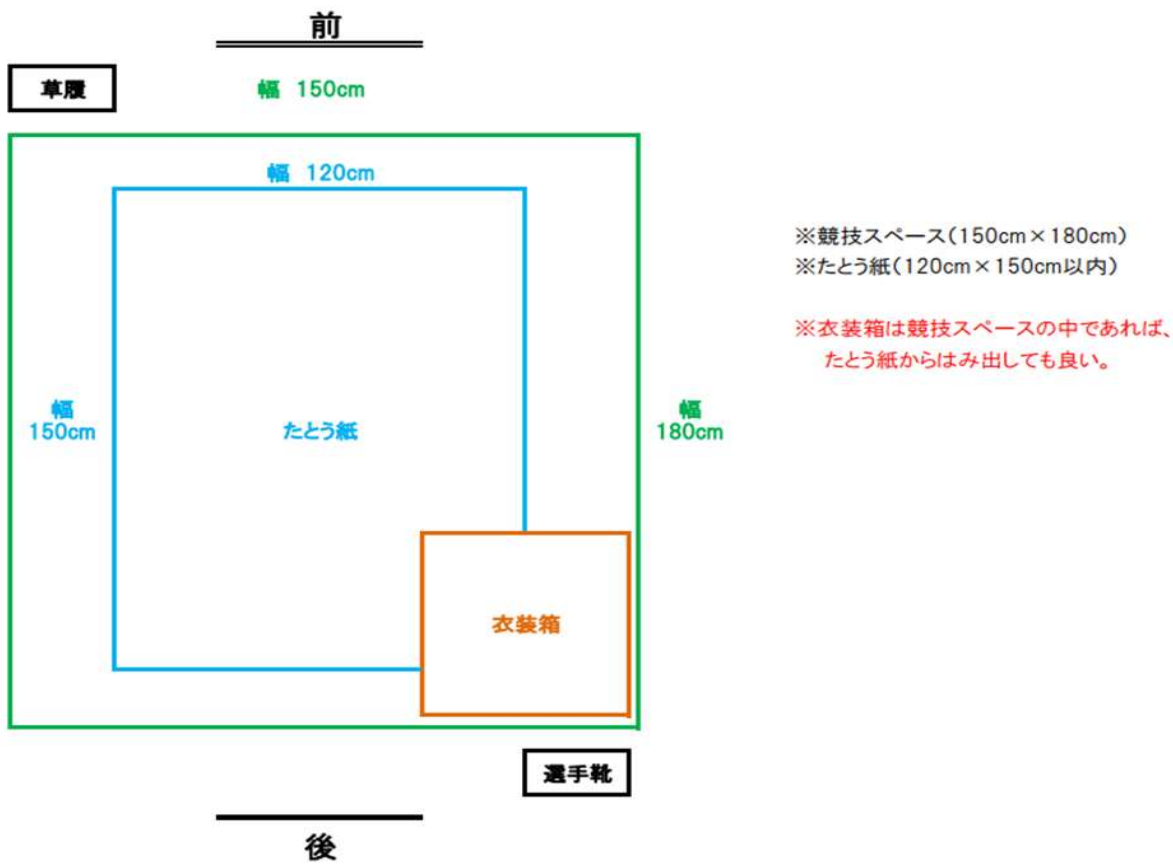 前
草履
幅 150cm
幅 120cm
※競技スペース(150cm×180cm)
※たとう紙(120cm×150cm以内)
※衣装箱は競技スペースの中であれば、
たとう紙からはみ出しても良い。
幅
150cm
たとう紙
幅
180cm
衣装箱
選手靴
後